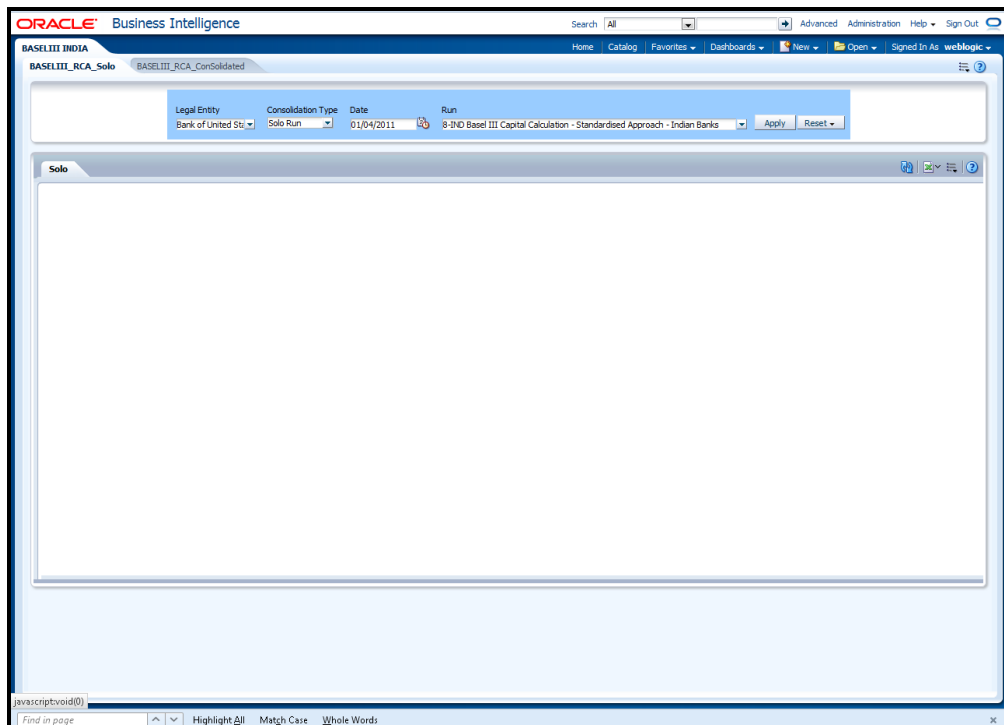 ORACLE Business Intelligence Search All Advanced Administration Help Sign Out
BASELIII INDIA Home Catalog Favorites Dashboards New Open Signed In As weblogic
BASELIII_RCA_Solo BASELIII_RCA_ConSolidated
Legal Entity Consolidation Type Date Run
Bank of United Sta Solo Run 01/04/2011 8-IND Basel III Capital Calculation - Standardised Approach - Indian Banks Apply Reset
Solo
javascript:void(0)
Find in page Highlight All Match Case Whole Words